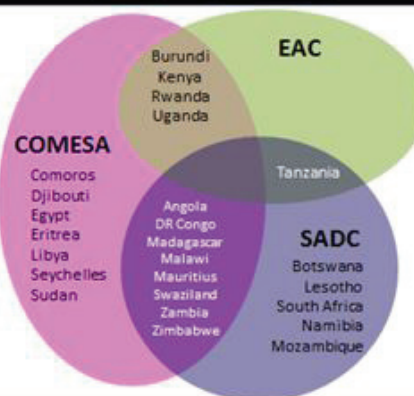 EAC
Burundi
Kenya
Rwanda
Uganda
COMESA
Comoros
Djibouti
Egypt
Eritrea
Libya
Seychelles
Sudan
Tanzania
Angola
DR Congo
Madagascar
Malawi
Mauritius
Swaziland
Zambia
Zimbabwe
SADC
Botswana
Lesotho
South Africa
Namibia
Mozambique